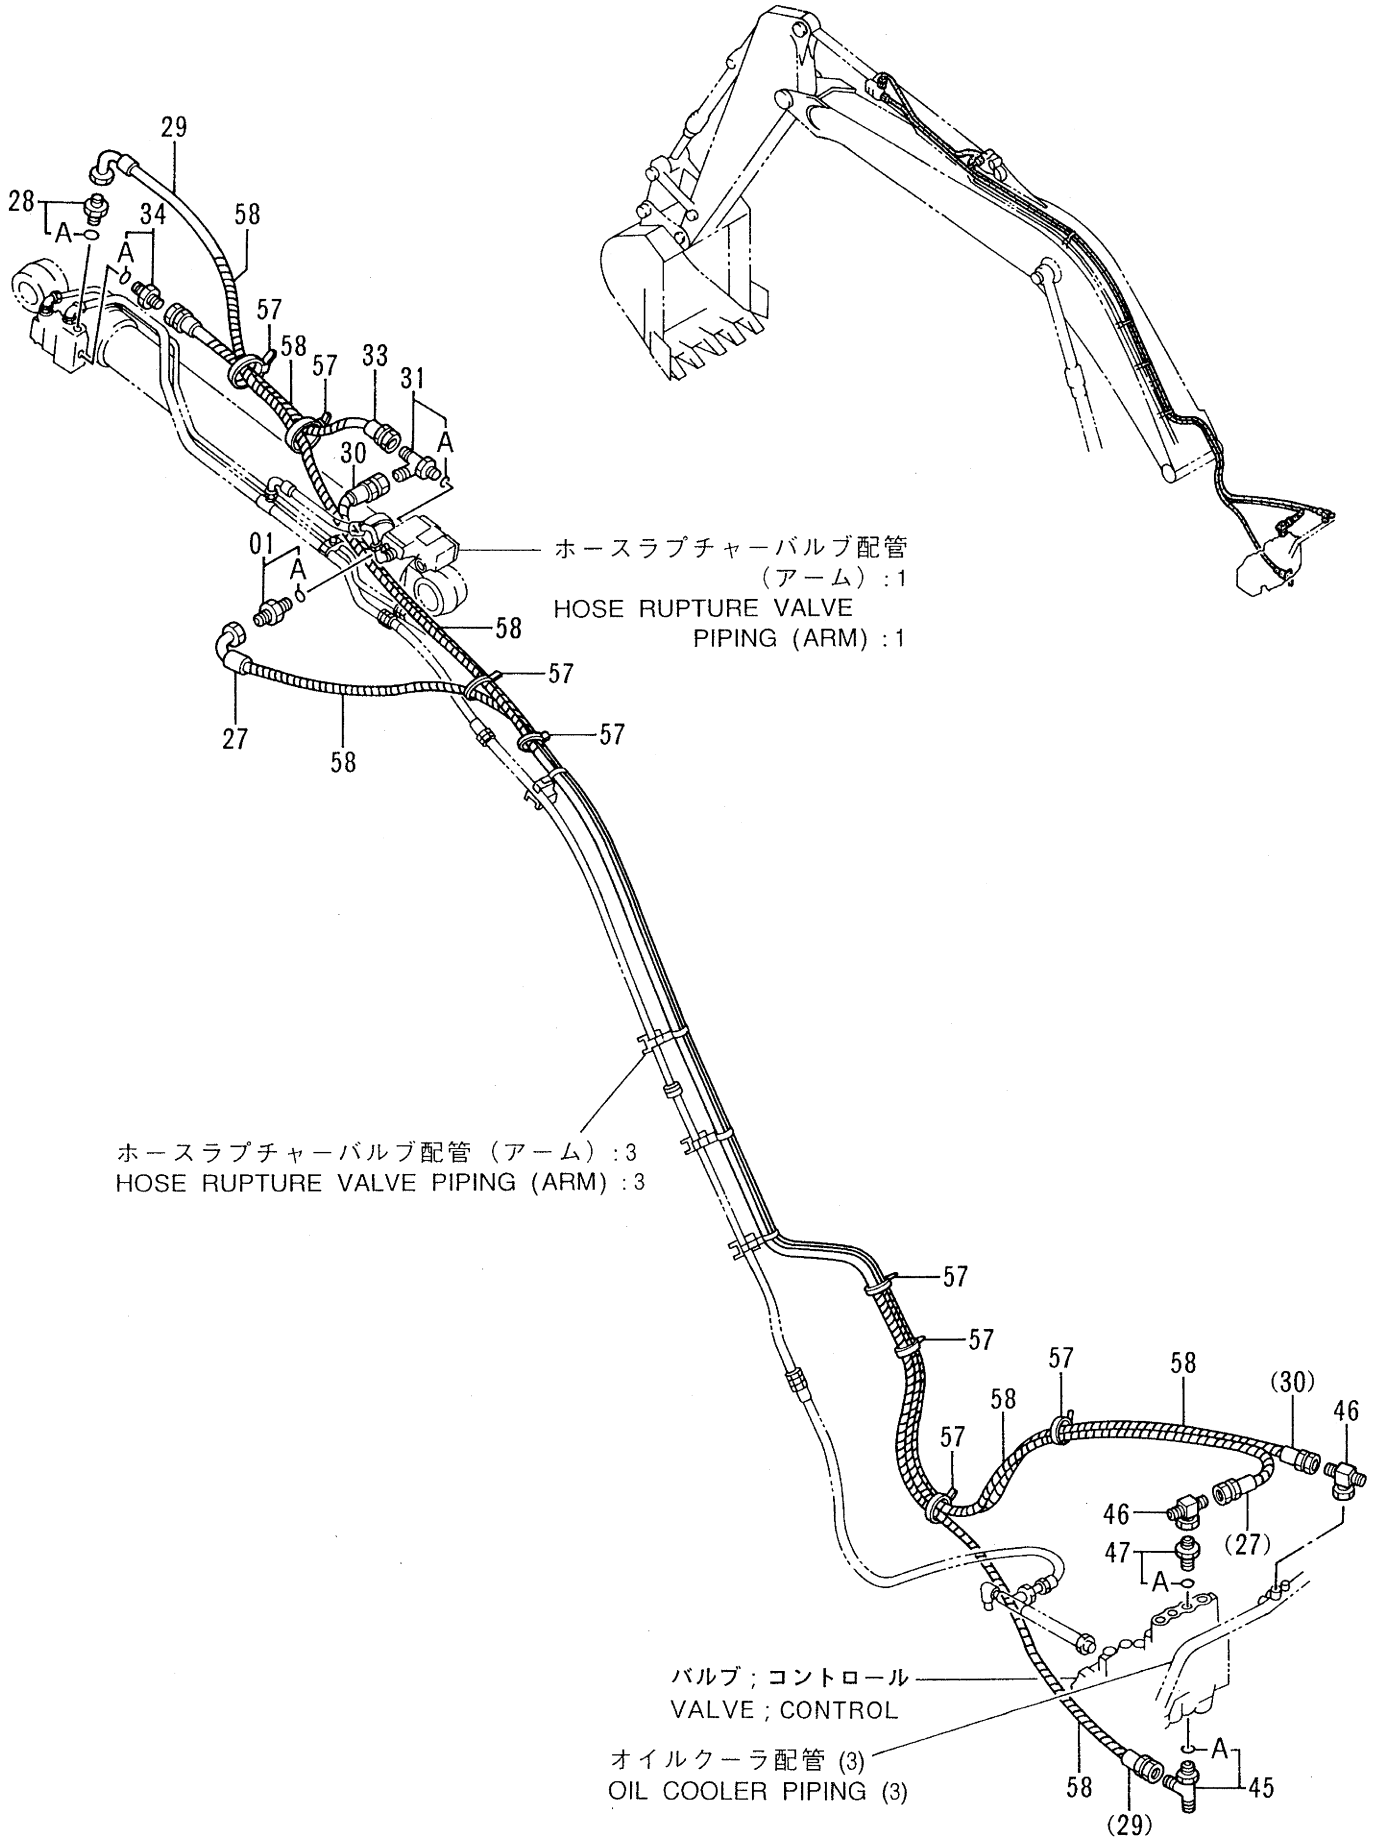 29
28
A
34
A
58
57
58
57
33
31
A
30
01
A
ホースラプチャーバルブ配管
(アーム) : 1
HOSE RUPTURE VALVE
PIPING (ARM) : 1
58
57
27
58
57
ホースラプチャーバルブ配管 (アーム) : 3
HOSE RUPTURE VALVE PIPING (ARM) : 3
57
57
57
58
(30)
46
58
57
46
(27)
47
A
バルブ ; コントロール
VALVE ; CONTROL
オイルクーラ配管 (3)
OIL COOLER PIPING (3)
58
(29)
A
45